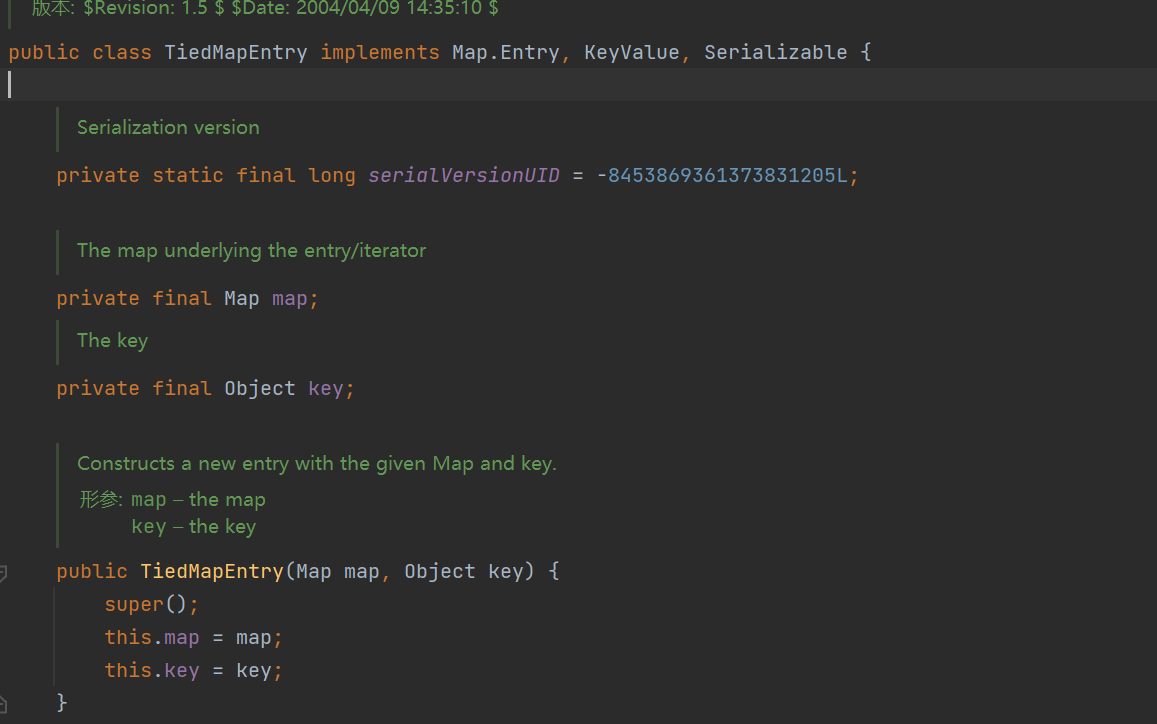 版本: $Revision: 1.5 $ $Date: 2004/04/09 14:35:10 $
public class TiedMapEntry implements Map.Entry, KeyValue, Serializable {
Serialization version
private static final long serialVersionUID = -8453869361373831205L;
The map underlying the entry/iterator
private final Map map;
The key
private final Object key;
Constructs a new entry with the given Map and key.
形参: map – the map
key – the key
public TiedMapEntry(Map map, Object key) {
super();
this.map = map;
this.key = key;
}